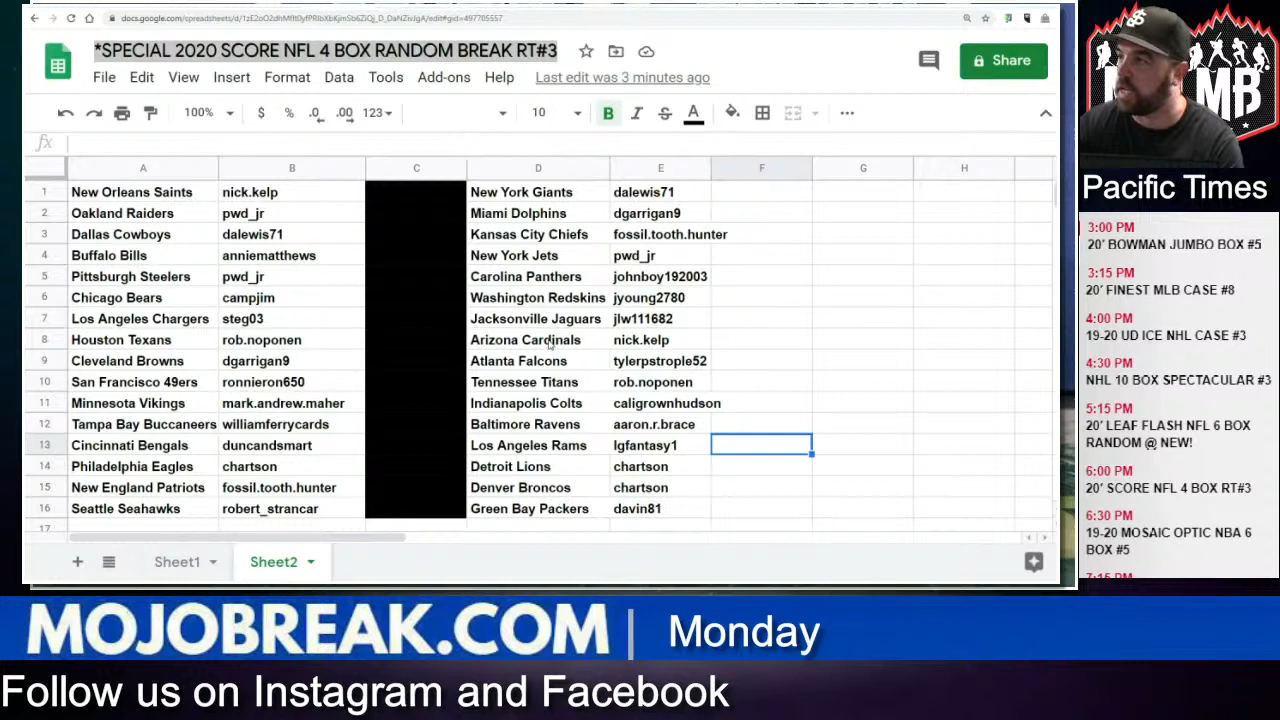 docs.google.com/spreadsheets/d/
*SPECIAL 2020 SCORE NFL 4 BOX RANDOM BREAK RT#3
Share
File Edit View Insert Format Data Tools Add-ons Help Last edit was 3 minutes ago
100% $ % .0 .00 123 10 B I S A
fx
A B C D E F G H
1 New Orleans Saints nick.kelp New York Giants dalewis71
2 Oakland Raiders pwd_jr Miami Dolphins dgarrigan9
3 Dallas Cowboys dalewis71 Kansas City Chiefs fossil.tooth.hunter
4 Buffalo Bills anniematthews New York Jets pwd_jr
5 Pittsburgh Steelers pwd_jr Carolina Panthers johnboy192003
6 Chicago Bears campjim Washington Redskins jyoung2780
7 Los Angeles Chargers steg03 Jacksonville Jaguars jlw111682
8 Houston Texans rob.noponen Arizona Cardinals nick.kelp
9 Cleveland Browns dgarrigan9 Atlanta Falcons tylerpstrople52
10 San Francisco 49ers ronnieron650 Tennessee Titans rob.noponen
11 Minnesota Vikings mark.andrew.maher Indianapolis Colts caligrownhudson
12 Tampa Bay Buccaneers williamferrycards Baltimore Ravens aaron.r.brace
13 Cincinnati Bengals duncandsmart Los Angeles Rams lgfantasy1
14 Philadelphia Eagles chartson Detroit Lions chartson
15 New England Patriots fossil.tooth.hunter Denver Broncos chartson
16 Seattle Seahawks robert_strancar Green Bay Packers davin81
17
Sheet1 Sheet2
MB
Pacific Times
3:00 PM
20' BOWMAN JUMBO BOX #5
3:15 PM
20' FINEST MLB CASE #8
4:00 PM
19-20 UD ICE NHL CASE #3
4:30 PM
NHL 10 BOX SPECTACULAR #3
5:15 PM
20' LEAF FLASH NFL 6 BOX
RANDOM @ NEW!
6:00 PM
20' SCORE NFL 4 BOX RT#3
6:30 PM
19-20 MOSAIC OPTIC NBA 6
BOX #5
7:15 PM
MOJOBREAK.COM | Monday
Follow us on Instagram and Facebook